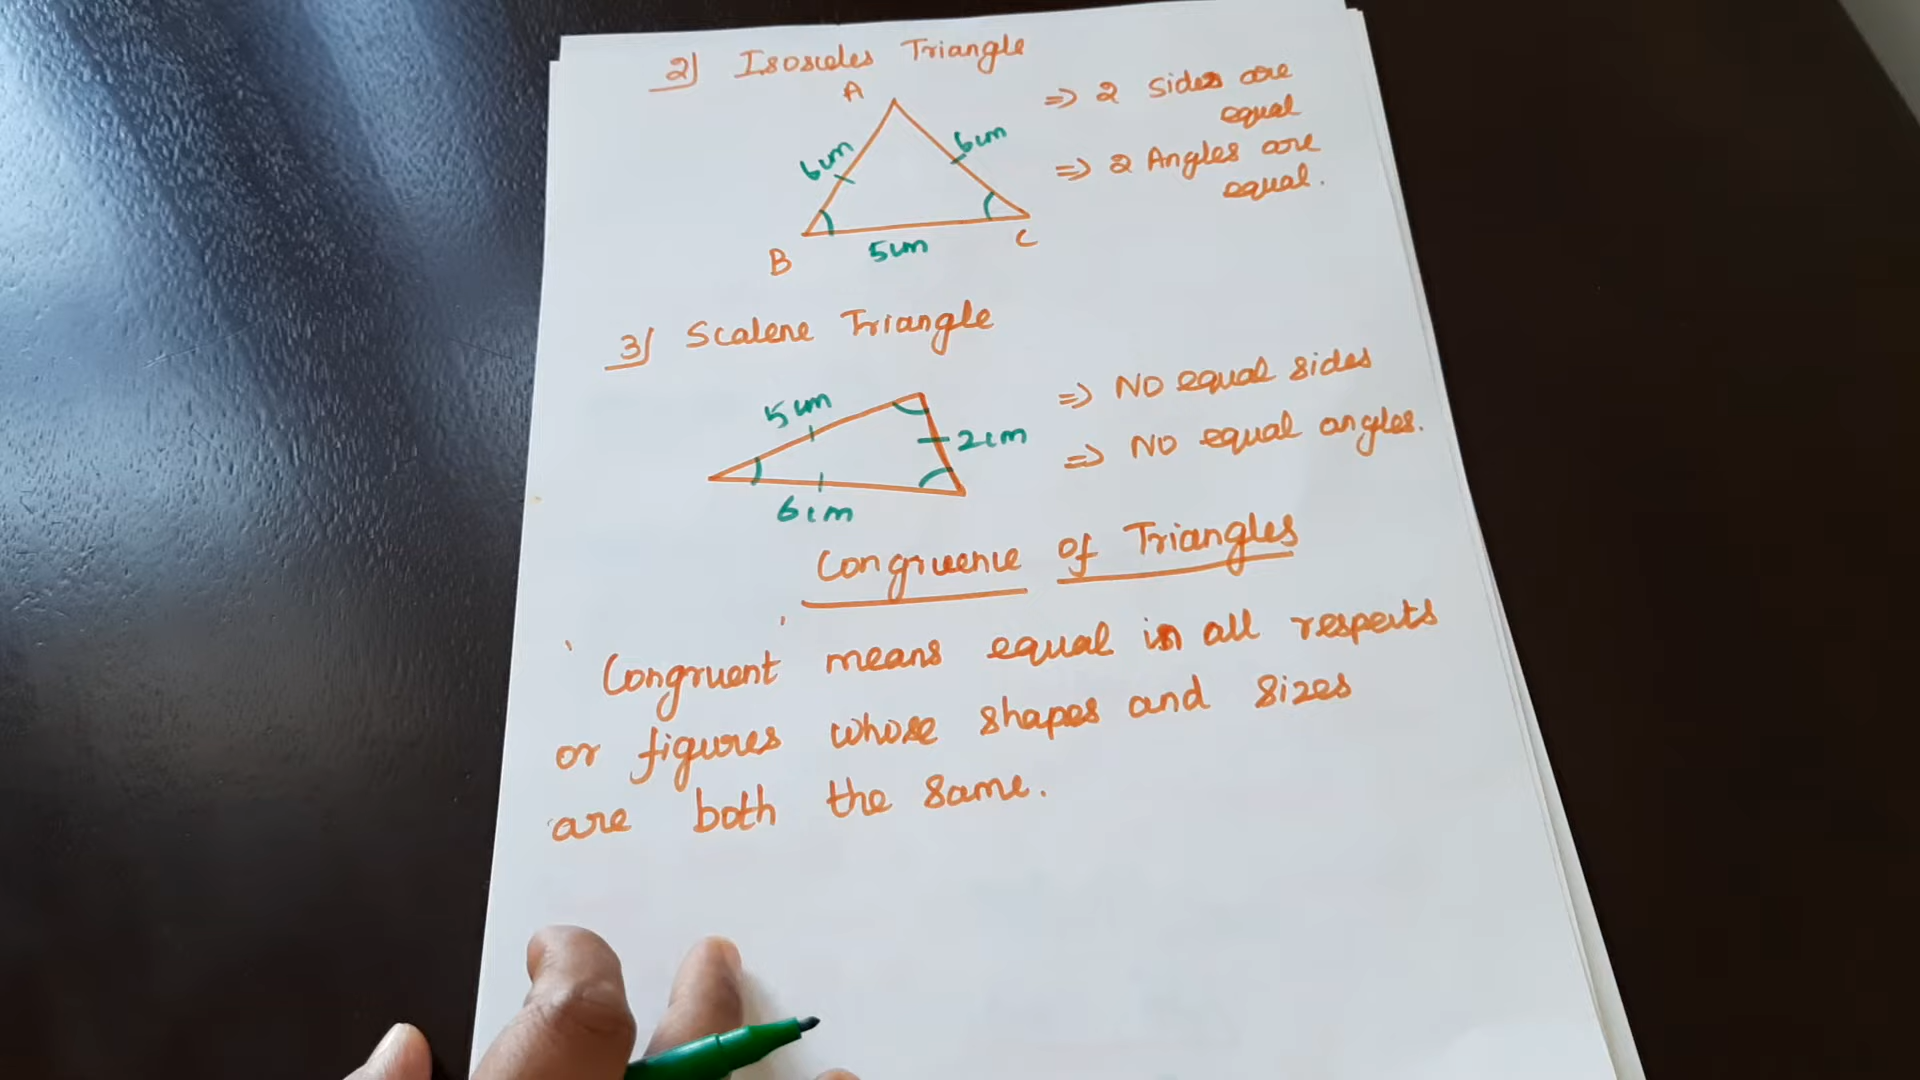 2) Isosceles Triangle
A
6cm
6cm
B
5cm
C
=> 2 sides are
equal
=> 2 Angles are
equal.
3) Scalene Triangle
5cm
2cm
6cm
=> No equal sides
=> No equal angles.
Congruence of Triangles
'Congruent' means equal in all respects
or figures whose shapes and sizes
are both the same.